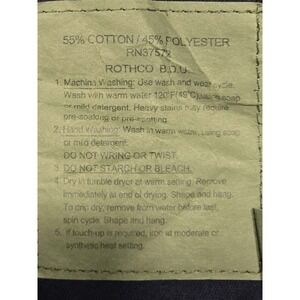 55% COTTON / 45% POLYESTER
RN37572
ROTHCO B.D.U.
1. Machine Washing: Use wash and wear cycle.
Wash with warm water 120°F(49°C) using soap
or mild detergent. Heavy stains may require
pre-soaking or pre-spotting.
2. Hand Washing: Wash in warm water, using soap
or mild detergent.
DO NOT WRING OR TWIST.
3. DO NOT STARCH OR BLEACH.
4. Dry in tumble dryer at warm setting. Remove
immediately at end of drying. Shape and hang.
To drip dry, remove from water before last
spin cycle. Shape and hang.
5. If touch-up is required, iron at moderate or
synthetic heat setting.